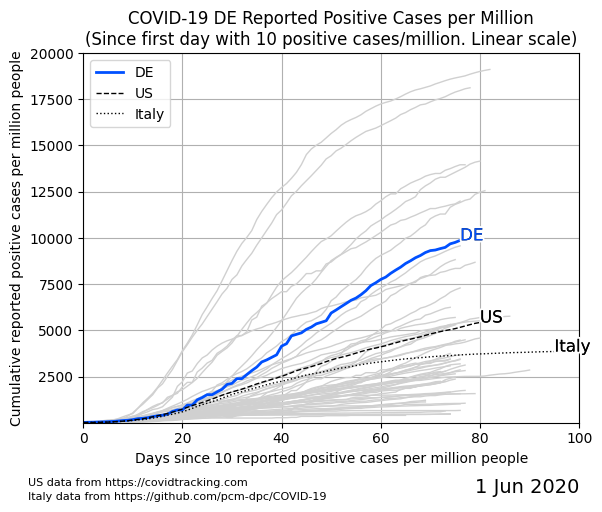 COVID-19 DE Reported Positive Cases per Million
(Since first day with 10 positive cases/million. Linear scale)
Cumulative reported positive cases per million people
20000
17500
15000
12500
10000
7500
5000
2500
DE
US
Italy
DE
US
Italy
0
20
40
60
80
100
Days since 10 reported positive cases per million people
US data from https://covidtracking.com
Italy data from https://github.com/pcm-dpc/COVID-19
1 Jun 2020